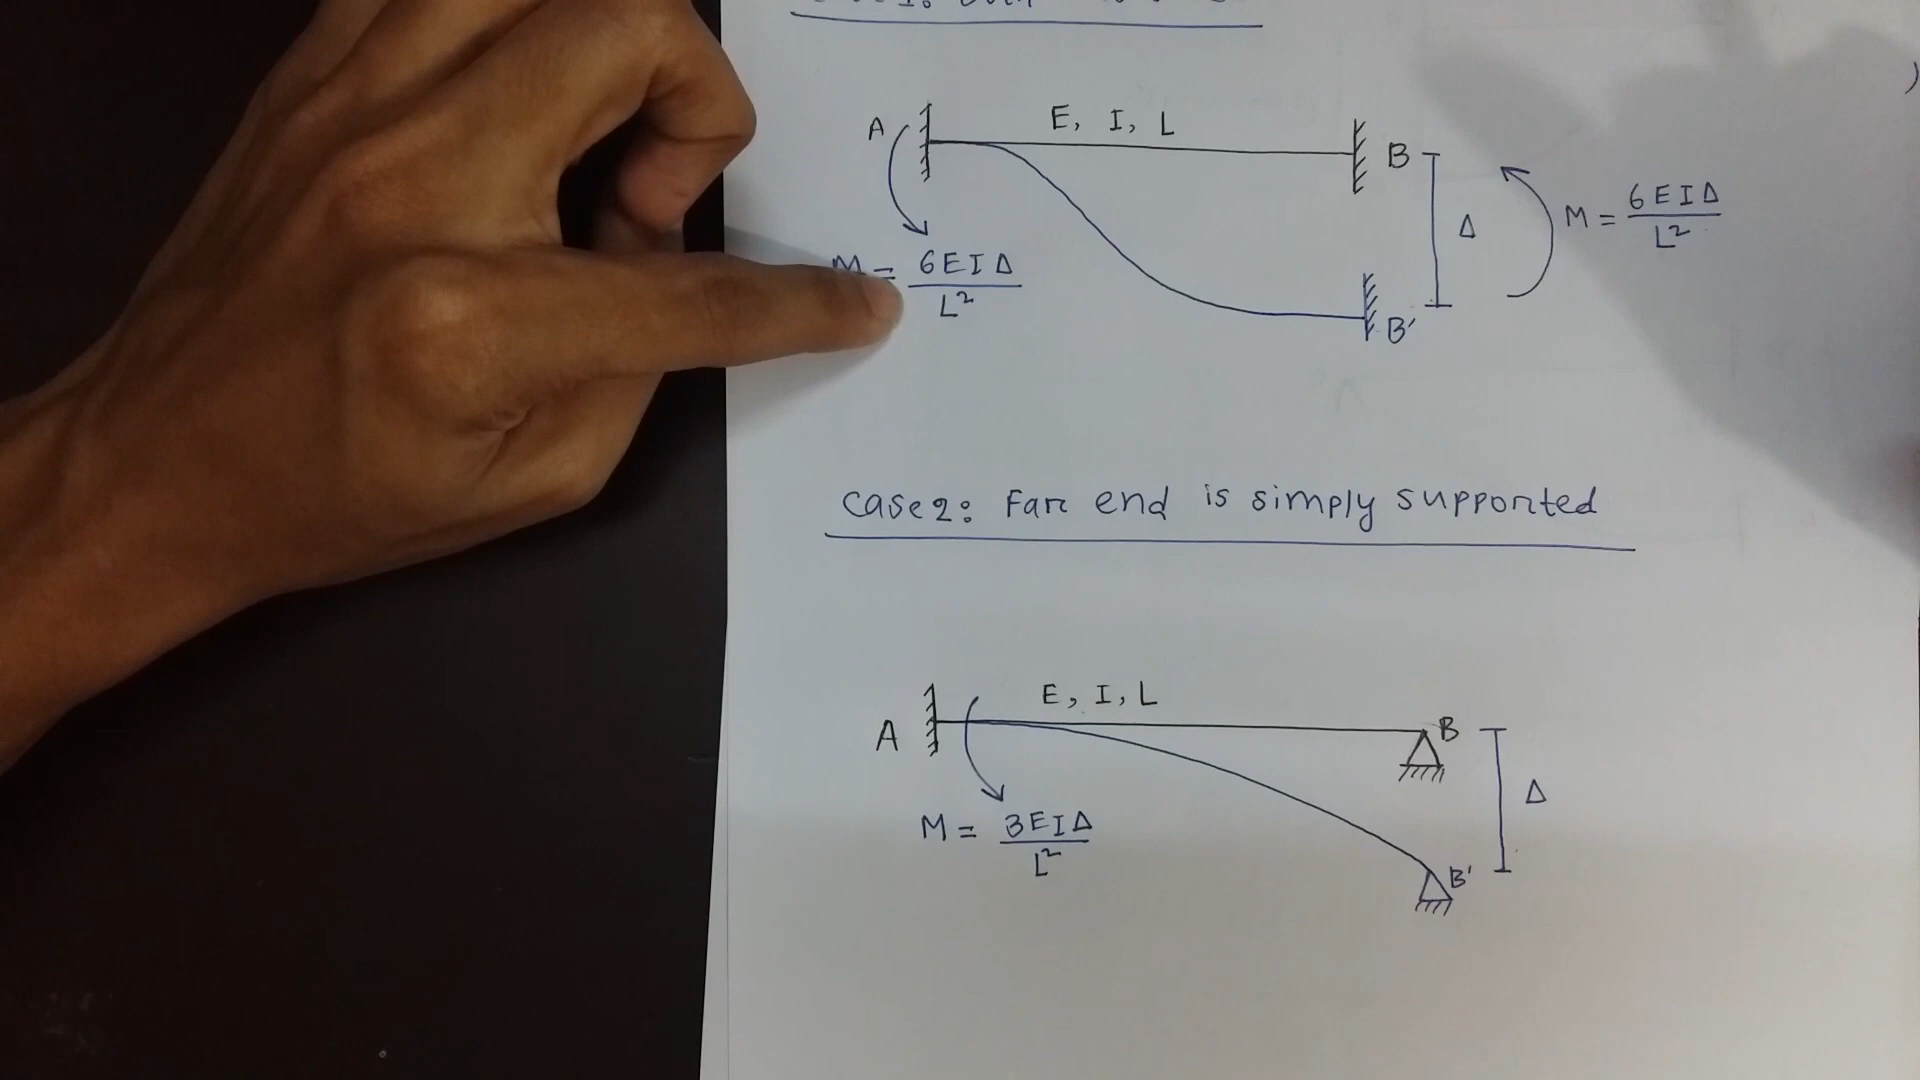 A
E, I, L
B
Δ
M = 6EIΔ / L²
M = 6EIΔ / L²
B'
Case 2: Far end is simply supported
E, I, L
A
B
Δ
M = 3EIΔ / L²
B'